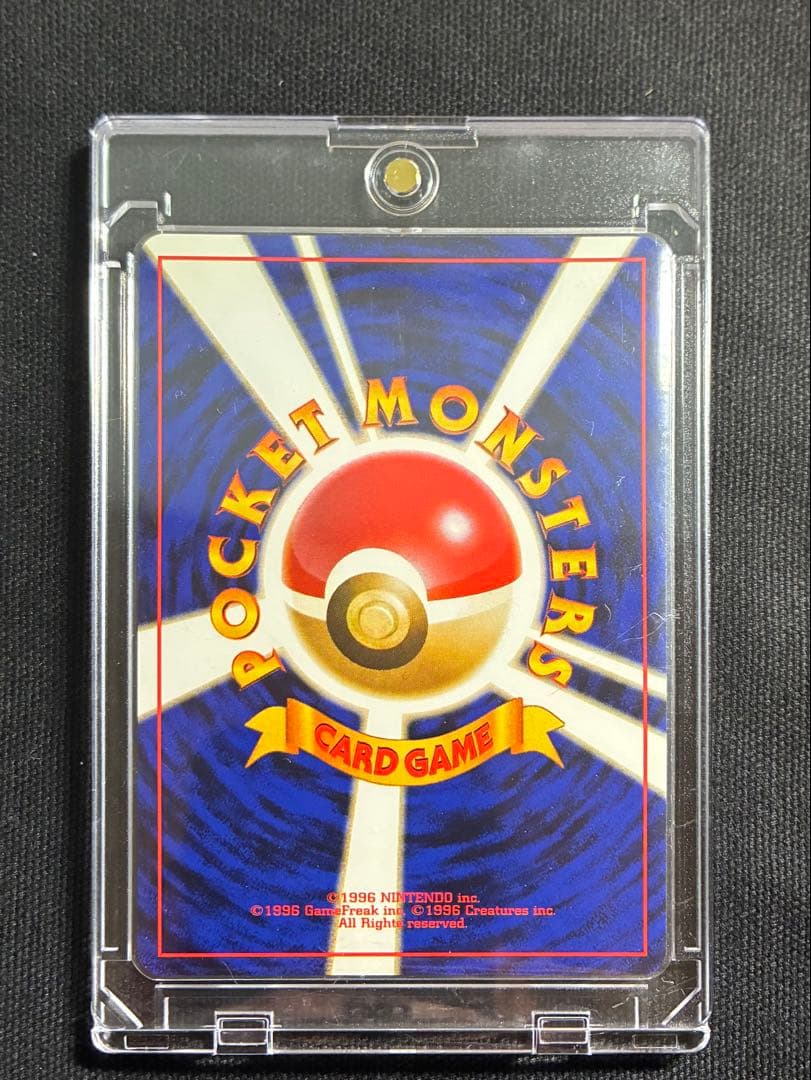 POCKET MONSTERS
CARD GAME
©1996 NINTENDO inc.
©1996 GameFreak inc. ©1996 Creatures inc.
All Rights reserved.